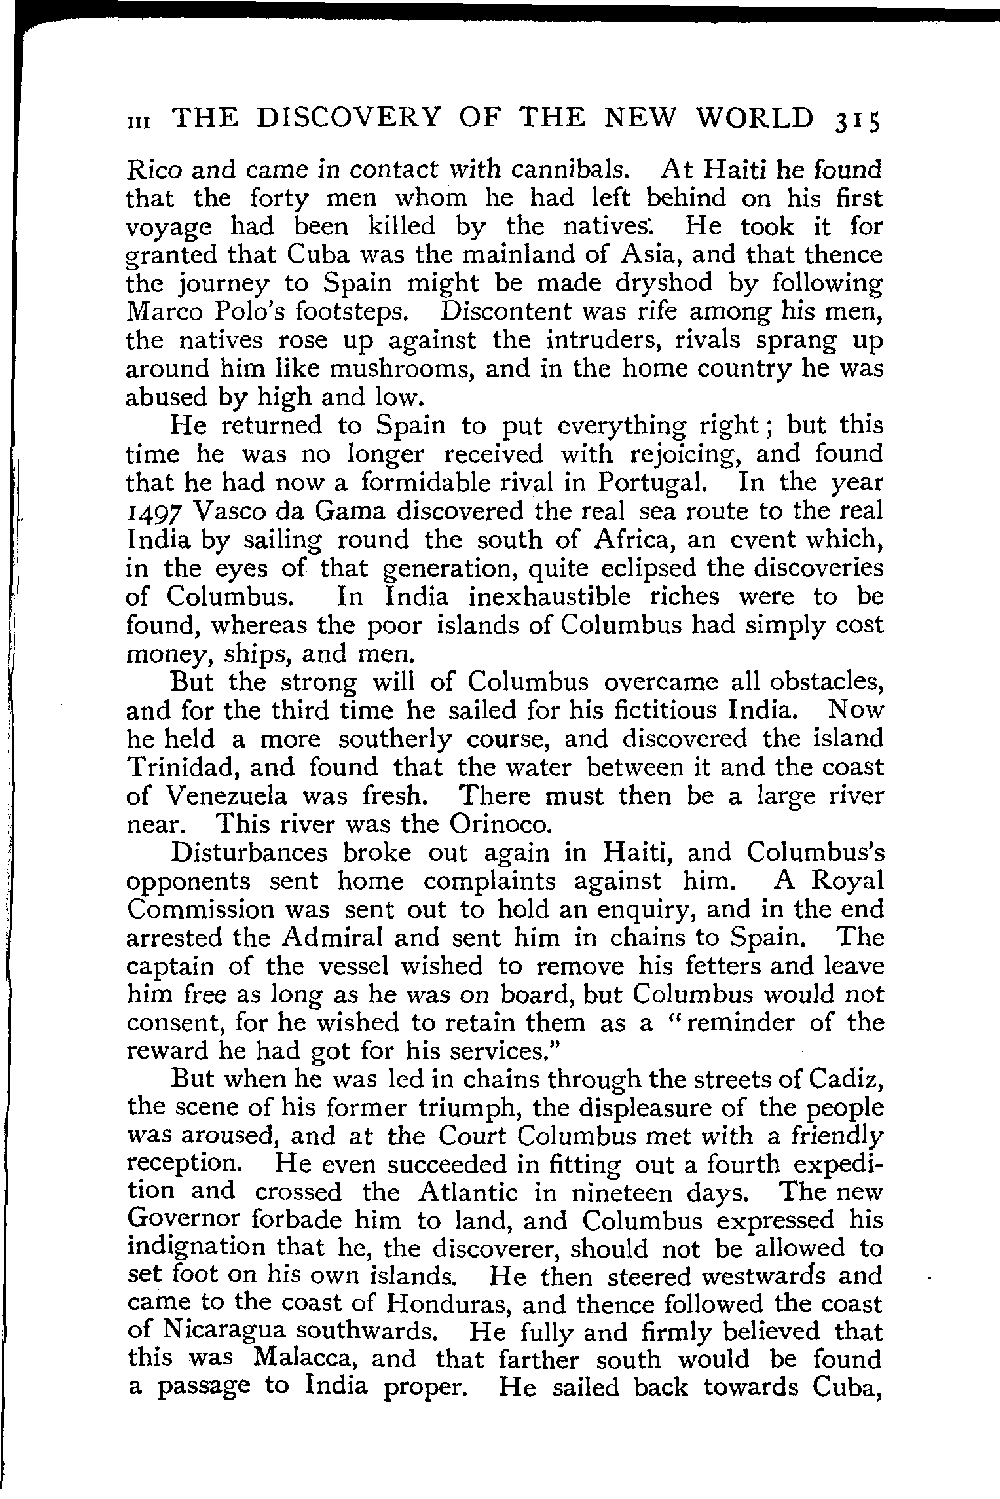 III THE DISCOVERY OF THE NEW WORLD 315
Rico and came in contact with cannibals. At Haiti he found
that the forty men whom he had left behind on his first
voyage had been killed by the natives. He took it for
granted that Cuba was the mainland of Asia, and that thence
the journey to Spain might be made dryshod by following
Marco Polo's footsteps. Discontent was rife among his men,
the natives rose up against the intruders, rivals sprang up
around him like mushrooms, and in the home country he was
abused by high and low.
He returned to Spain to put everything right; but this
time he was no longer received with rejoicing, and found
that he had now a formidable rival in Portugal. In the year
1497 Vasco da Gama discovered the real sea route to the real
India by sailing round the south of Africa, an event which,
in the eyes of that generation, quite eclipsed the discoveries
of Columbus. In India inexhaustible riches were to be
found, whereas the poor islands of Columbus had simply cost
money, ships, and men.
But the strong will of Columbus overcame all obstacles,
and for the third time he sailed for his fictitious India. Now
he held a more southerly course, and discovered the island
Trinidad, and found that the water between it and the coast
of Venezuela was fresh. There must then be a large river
near. This river was the Orinoco.
Disturbances broke out again in Haiti, and Columbus's
opponents sent home complaints against him. A Royal
Commission was sent out to hold an enquiry, and in the end
arrested the Admiral and sent him in chains to Spain. The
captain of the vessel wished to remove his fetters and leave
him free as long as he was on board, but Columbus would not
consent, for he wished to retain them as a "reminder of the
reward he had got for his services."
But when he was led in chains through the streets of Cadiz,
the scene of his former triumph, the displeasure of the people
was aroused, and at the Court Columbus met with a friendly
reception. He even succeeded in fitting out a fourth expedi-
tion and crossed the Atlantic in nineteen days. The new
Governor forbade him to land, and Columbus expressed his
indignation that he, the discoverer, should not be allowed to
set foot on his own islands. He then steered westwards and
came to the coast of Honduras, and thence followed the coast
of Nicaragua southwards. He fully and firmly believed that
this was Malacca, and that farther south would be found
a passage to India proper. He sailed back towards Cuba,